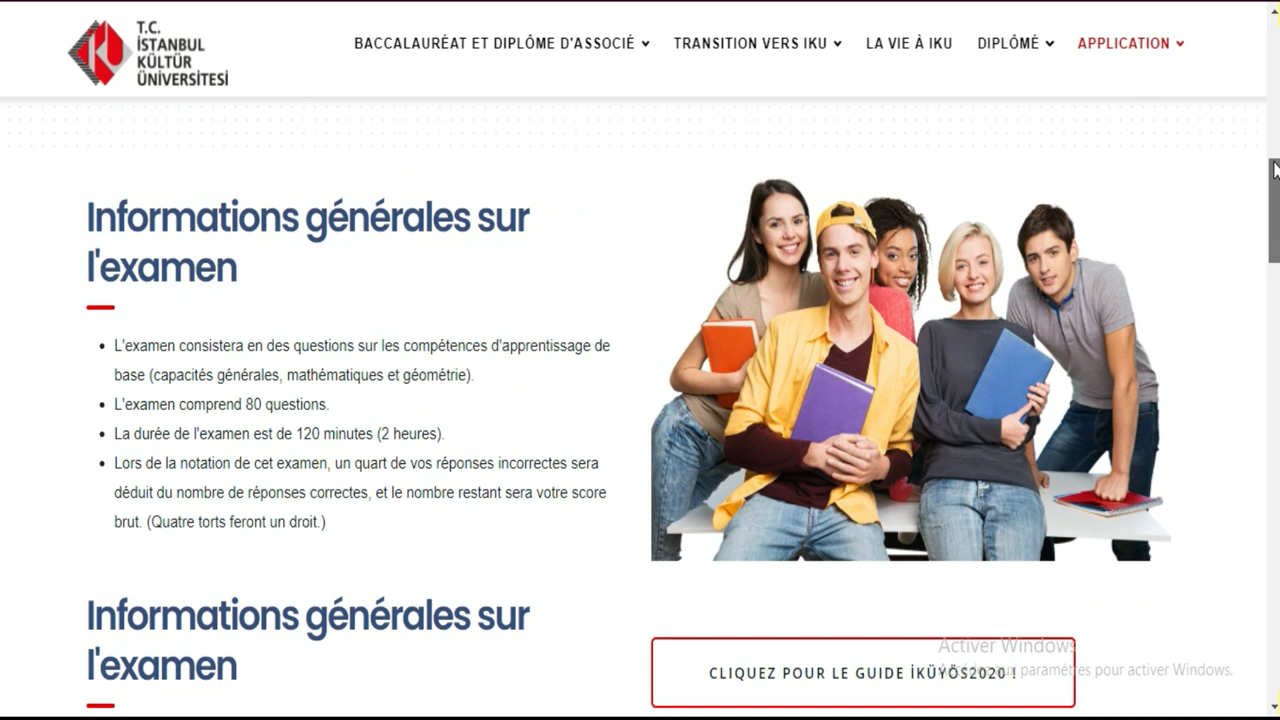 T.C.
İSTANBUL
KÜLTÜR
ÜNİVERSİTESİ
BACCALAURÉAT ET DIPLÔME D'ASSOCIÉ
TRANSITION VERS IKU
LA VIE À IKU
DIPLÔMÉ
APPLICATION
Informations générales sur
l'examen
L'examen consistera en des questions sur les compétences d'apprentissage de
base (capacités générales, mathématiques et géométrie).
L'examen comprend 80 questions.
La durée de l'examen est de 120 minutes (2 heures).
Lors de la notation de cet examen, un quart de vos réponses incorrectes sera
déduit du nombre de réponses correctes, et le nombre restant sera votre score
brut. (Quatre torts feront un droit.)
Informations générales sur
l'examen
CLIQUEZ POUR LE GUIDE İKÜYÖS2020 !
Activer Windows
paramètres pour activer Windows.